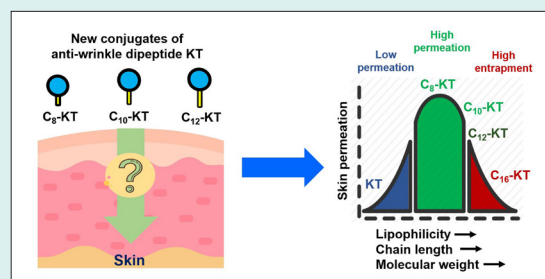 New conjugates of
anti-wrinkle dipeptide KT
C8-KT
C10-KT
C12-KT
?
Skin
Skin permeation
Low
permeation
High
permeation
High
entrapment
C8-KT
C10-KT
C12-KT
KT
C16-KT
Lipophilicity →
Chain length →
Molecular weight →